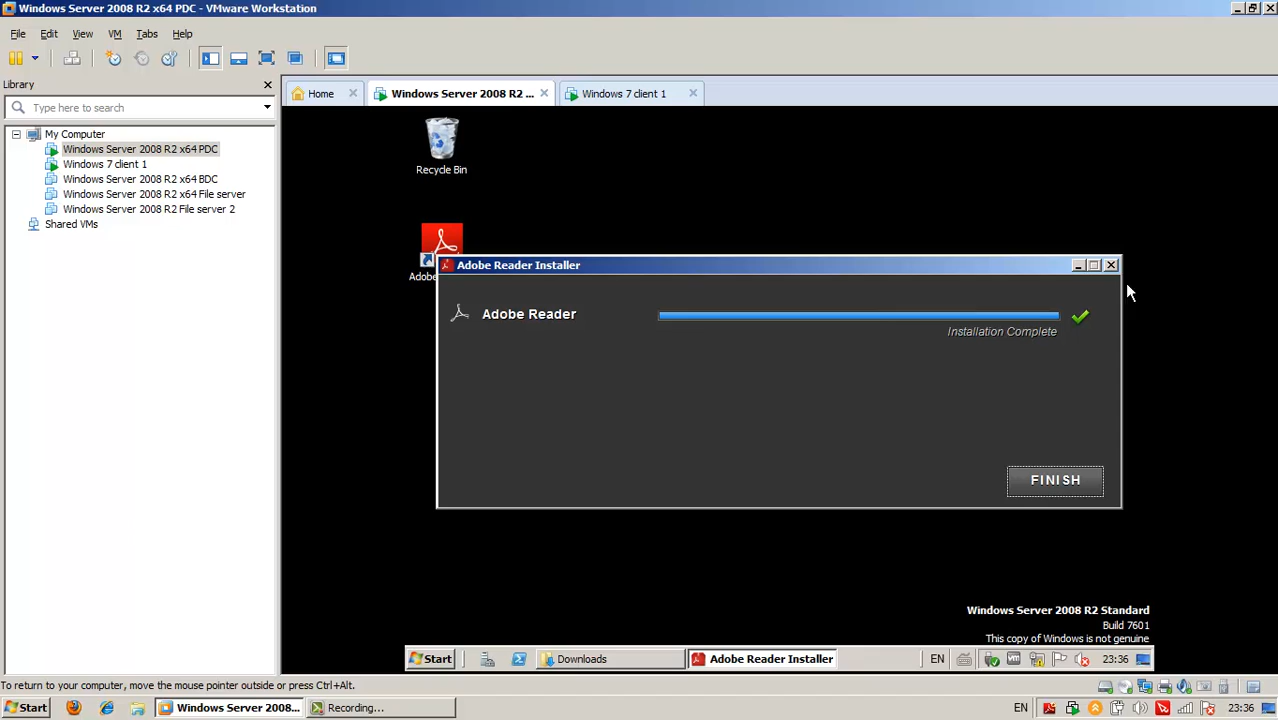 Windows Server 2008 R2 x64 PDC - VMware Workstation
File Edit View VM Tabs Help
Library
Type here to search
My Computer
Windows Server 2008 R2 x64 PDC
Windows 7 client 1
Windows Server 2008 R2 x64 BDC
Windows Server 2008 R2 x64 File server
Windows Server 2008 R2 File server 2
Shared VMs
Home
Windows Server 2008 R2 ...
Windows 7 client 1
Recycle Bin
Adobe
Adobe Reader Installer
Adobe Reader
Installation Complete
FINISH
Windows Server 2008 R2 Standard
Build 7601
This copy of Windows is not genuine
Start Downloads Adobe Reader Installer EN 23:36
To return to your computer, move the mouse pointer outside or press Ctrl+Alt.
Start Windows Server 2008... Recording... EN 23:36